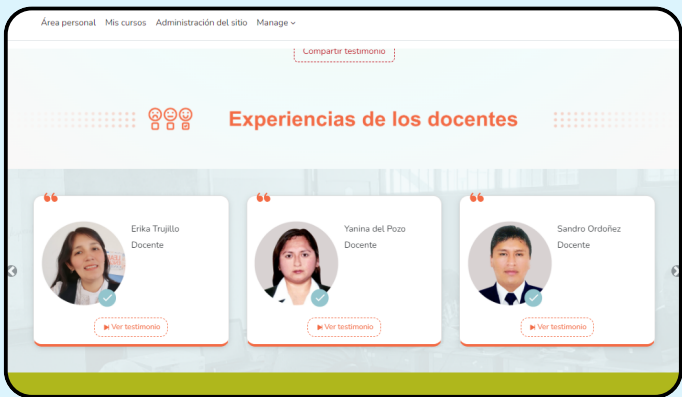 Área personal Mis cursos Administración del sitio Manage
Compartir testimonio
Experiencias de los docentes
Erika Trujillo
Docente
Ver testimonio
Yanina del Pozo
Docente
Ver testimonio
Sandro Ordoñez
Docente
Ver testimonio